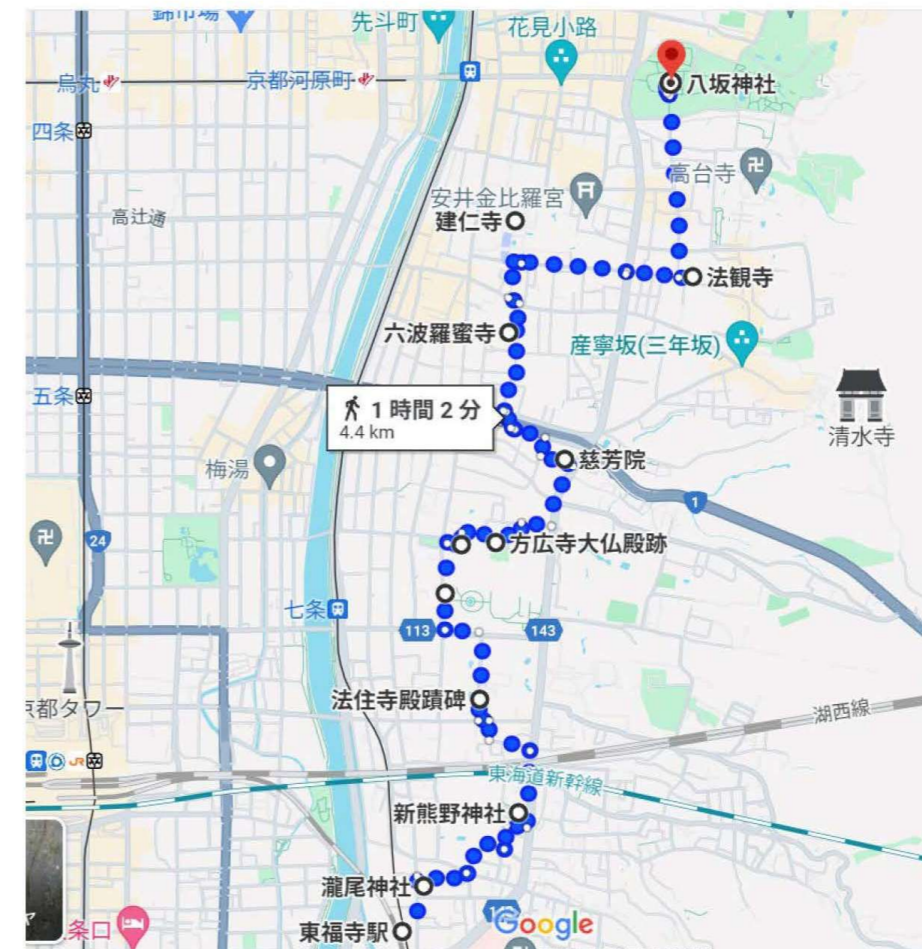 錦市場
先斗町
花見小路
烏丸
京都河原町
八坂神社
四条
高台寺
安井金比羅宮
高辻通
建仁寺
法観寺
六波羅蜜寺
産寧坂(三年坂)
五条
1 時間 2 分
4.4 km
清水寺
慈芳院
梅湯
1
24
方広寺大仏殿跡
七条
113
143
法住寺殿蹟碑
京都タワー
湖西線
JR
東海道新幹線
新熊野神社
瀧尾神社
Google
東福寺駅
条口
ヤ